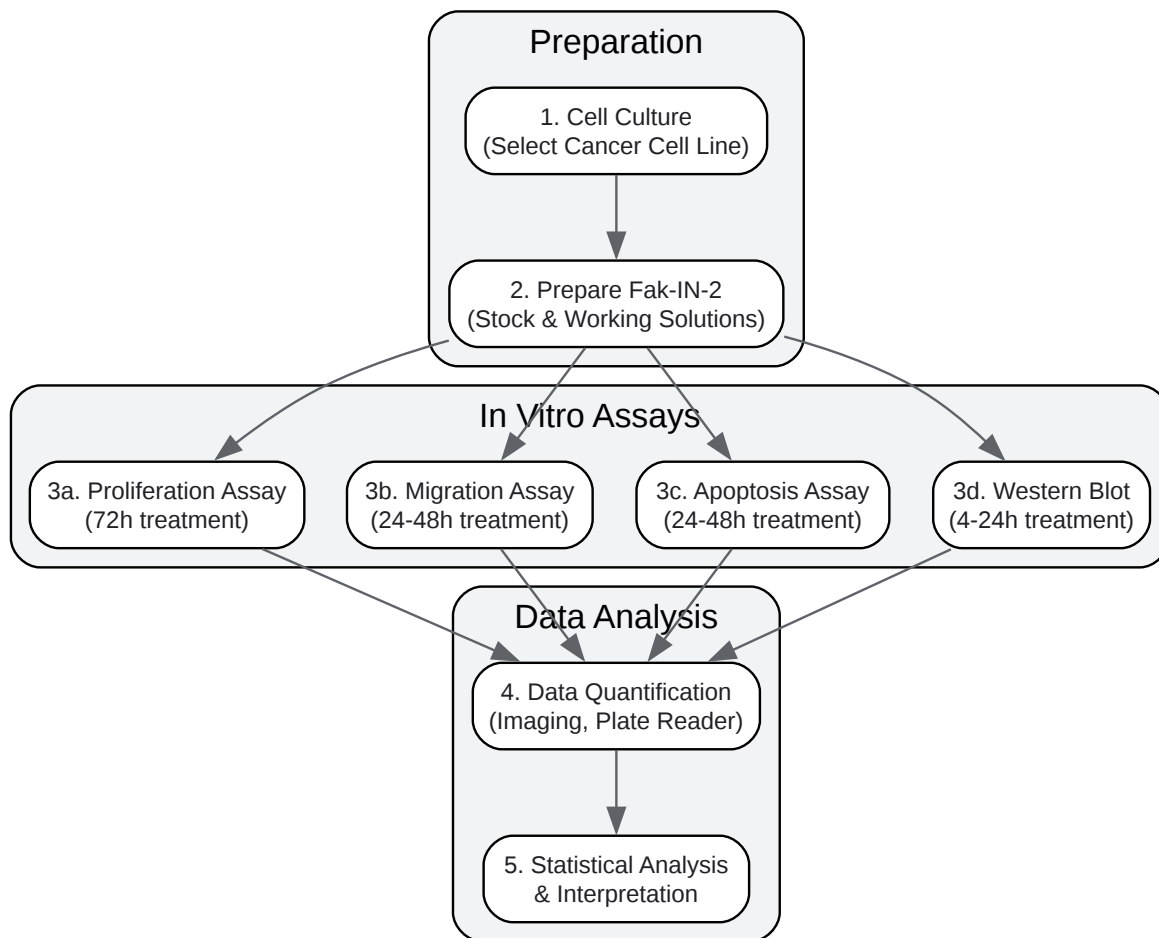 Preparation
1. Cell Culture
(Select Cancer Cell Line)
2. Prepare Fak-IN-2
(Stock & Working Solutions)
In Vitro Assays
3a. Proliferation Assay
(72h treatment)
3b. Migration Assay
(24-48h treatment)
3c. Apoptosis Assay
(24-48h treatment)
3d. Western Blot
(4-24h treatment)
Data Analysis
4. Data Quantification
(Imaging, Plate Reader)
5. Statistical Analysis
& Interpretation